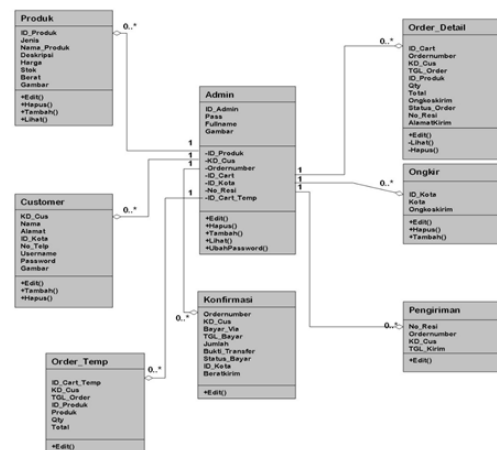 Produk
ID_Produk
Jenis
Nama_Produk
Deskripsi
Harga
Stok
Berat
Gambar
+Edit()
+Hapus()
+Tambah()
+Lihat()
0..*
Order_Detail
ID_Cart
Ordernumber
KD_Cus
TGL_Order
ID_Produk
Qty
Total
Ongkoskirim
Status_Order
No_Resi
AlamatKirim
+Edit()
-Lihat()
-Hapus()
0..*
Admin
ID_Admin
Pass
Fullname
Gambar
-ID_Produk
-KD_Cus
-Ordernumber
-ID_Cart
-ID_Kota
-No_Resi
-ID_Cart_Temp
+Edit()
+Hapus()
+Tambah()
+Lihat()
+UbahPassword()
1
1
1
1
1
1
1
Customer
KD_Cus
Nama
Alamat
ID_Kota
No_Telp
Username
Password
Gambar
+Edit()
+Tambah()
+Hapus()
0..*
Ongkir
ID_Kota
Kota
Ongkoskirim
+Edit()
+Hapus()
+Tambah()
0..*
Konfirmasi
Ordernumber
KD_Cus
Bayar_Via
TGL_Bayar
Jumlah
Bukti_Transfer
Status_Bayar
ID_Kota
Beratkirim
+Edit()
0..*
Pengiriman
No_Resi
Ordernumber
KD_Cus
TGL_Kirim
+Edit()
0..*
Order_Temp
ID_Cart_Temp
KD_Cus
TGL_Order
ID_Produk
Produk
Qty
Total
+Edit()
0..*